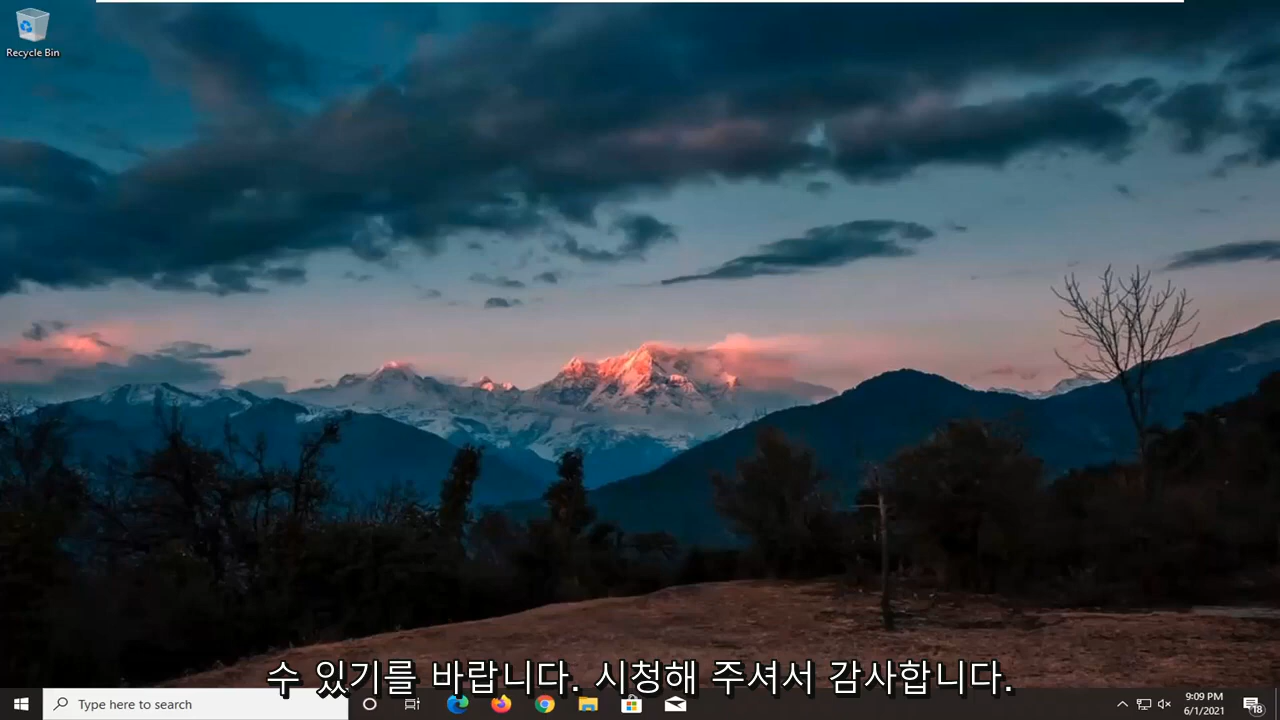 Recycle Bin
수 있기를 바랍니다. 시청해 주셔서 감사합니다.
Type here to search
9:09 PM
6/1/2021
18